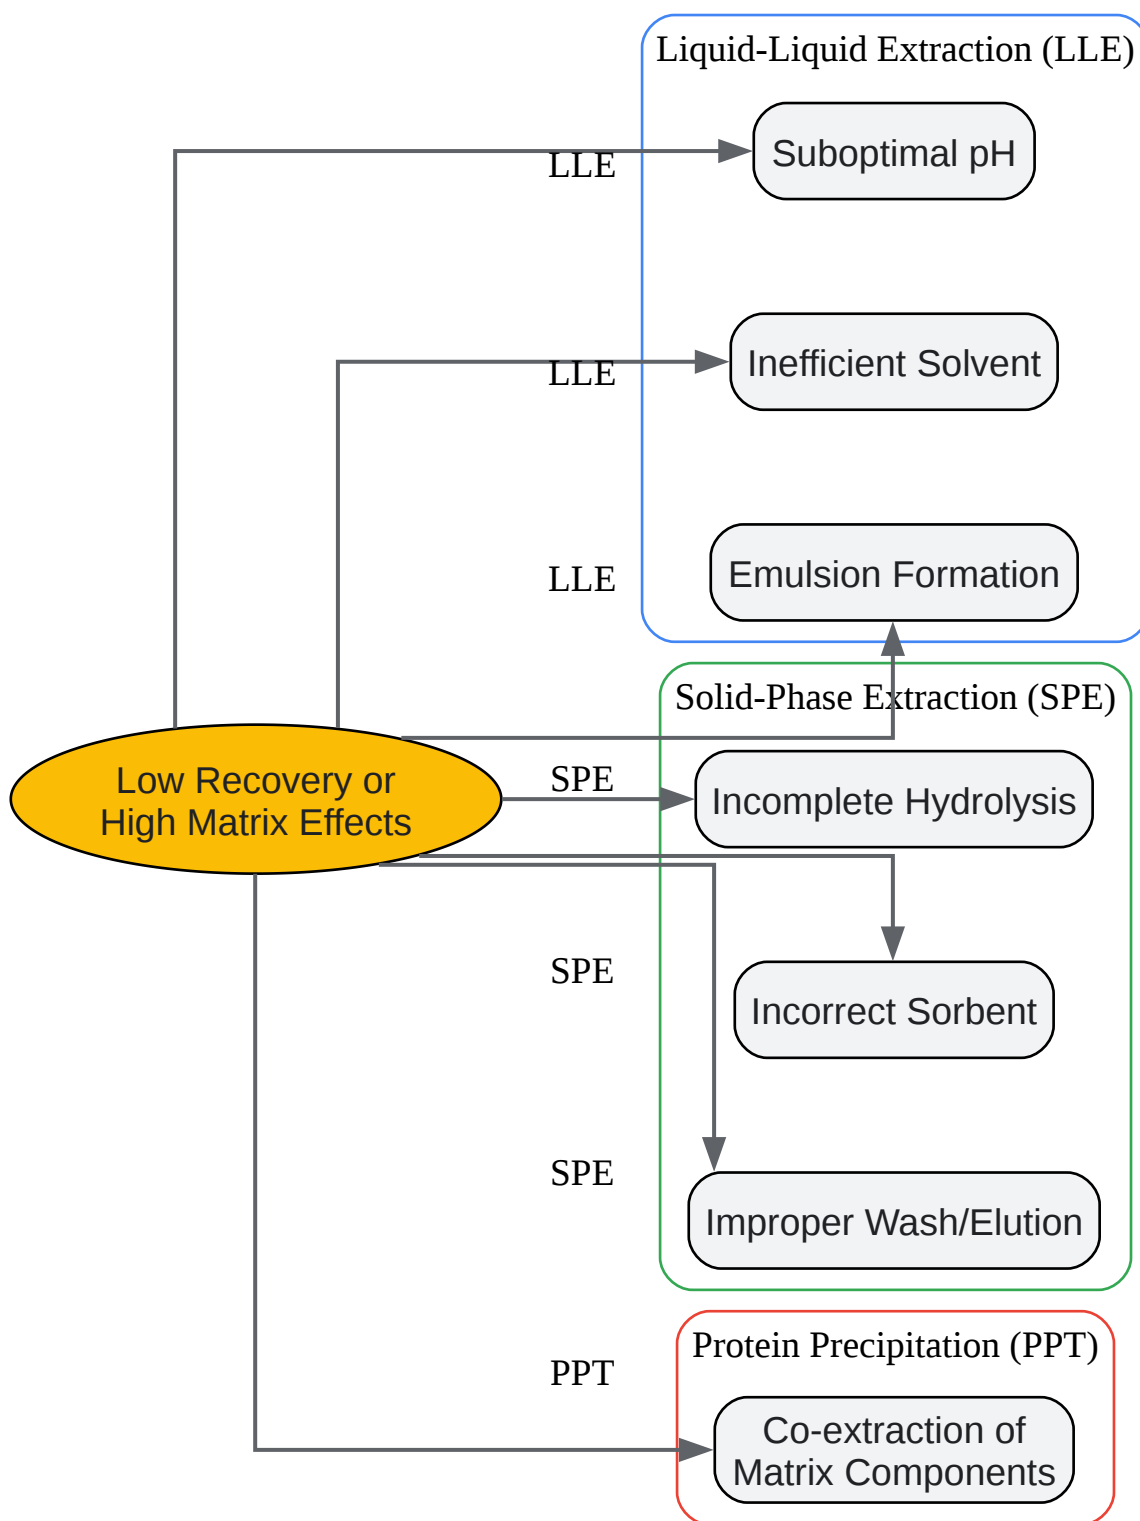 Liquid-Liquid Extraction (LLE)
LLE
Suboptimal pH
LLE
Inefficient Solvent
LLE
Emulsion Formation
Solid-Phase Extraction (SPE)
Low Recovery or
High Matrix Effects
SPE
Incomplete Hydrolysis
SPE
Incorrect Sorbent
SPE
Improper Wash/Elution
Protein Precipitation (PPT)
PPT
Co-extraction of
Matrix Components